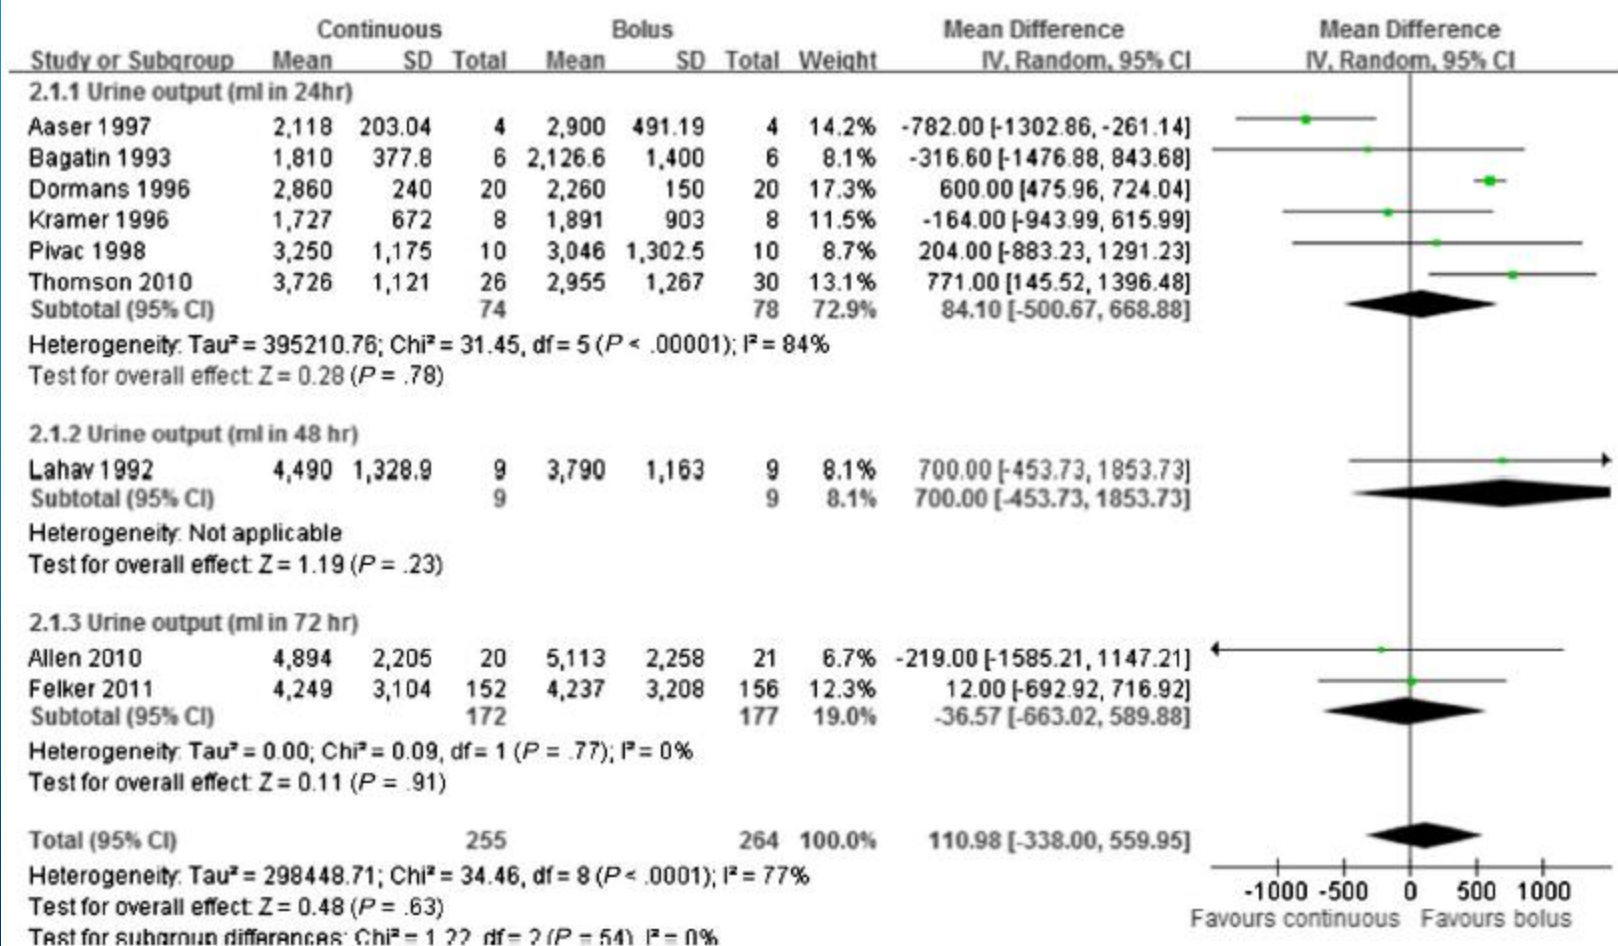 Continuous Bolus Mean Difference Mean Difference
Study or Subgroup Mean SD Total Mean SD Total Weight IV, Random, 95% CI IV, Random, 95% CI
2.1.1 Urine output (ml in 24hr)
Aaser 1997 2,118 203.04 4 2,900 491.19 4 14.2% -782.00 [-1302.86, -261.14]
Bagatin 1993 1,810 377.8 6 2,126.6 1,400 6 8.1% -316.60 [-1476.88, 843.68]
Dormans 1996 2,860 240 20 2,260 150 20 17.3% 600.00 [475.96, 724.04]
Kramer 1996 1,727 672 8 1,891 903 8 11.5% -164.00 [-943.99, 615.99]
Pivac 1998 3,250 1,175 10 3,046 1,302.5 10 8.7% 204.00 [-883.23, 1291.23]
Thomson 2010 3,726 1,121 26 2,955 1,267 30 13.1% 771.00 [145.52, 1396.48]
Subtotal (95% CI) 74 78 72.9% 84.10 [-500.67, 668.88]
Heterogeneity: Tau² = 395210.76; Chi² = 31.45, df = 5 (P < .00001); I² = 84%
Test for overall effect: Z = 0.28 (P = .78)
2.1.2 Urine output (ml in 48 hr)
Lahav 1992 4,490 1,328.9 9 3,790 1,163 9 8.1% 700.00 [-453.73, 1853.73]
Subtotal (95% CI) 9 9 8.1% 700.00 [-453.73, 1853.73]
Heterogeneity: Not applicable
Test for overall effect: Z = 1.19 (P = .23)
2.1.3 Urine output (ml in 72 hr)
Allen 2010 4,894 2,205 20 5,113 2,258 21 6.7% -219.00 [-1585.21, 1147.21]
Felker 2011 4,249 3,104 152 4,237 3,208 156 12.3% 12.00 [-692.92, 716.92]
Subtotal (95% CI) 172 177 19.0% -36.57 [-663.02, 589.88]
Heterogeneity: Tau² = 0.00; Chi² = 0.09, df = 1 (P = .77); I² = 0%
Test for overall effect: Z = 0.11 (P = .91)
Total (95% CI) 255 264 100.0% 110.98 [-338.00, 559.95]
Heterogeneity: Tau² = 298448.71; Chi² = 34.46, df = 8 (P < .0001); I² = 77%
-1000 -500 0 500 1000
Test for overall effect: Z = 0.48 (P = .63)
Favours continuous Favours bolus
Test for subgroup differences: Chi² = 1.22, df = 2 (P = .54), I² = 0%